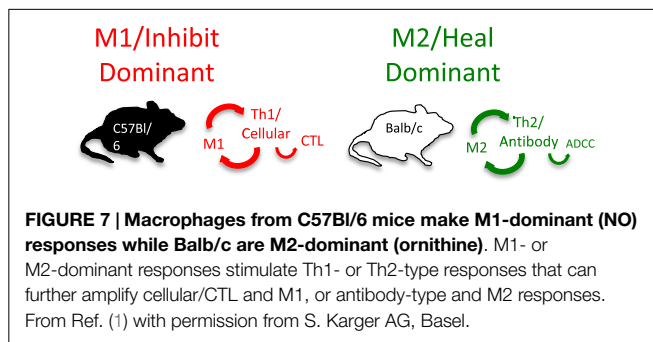 M1/Inhibit
Dominant
M2/Heal
Dominant
C57Bl/
6
M1
Th1/
Cellular
CTL
Balb/c
M2
Th2/
Antibody
ADCC
FIGURE 7 | Macrophages from C57Bl/6 mice make M1-dominant (NO)
responses while Balb/c are M2-dominant (ornithine). M1- or
M2-dominant responses stimulate Th1- or Th2-type responses that can
further amplify cellular/CTL and M1, or antibody-type and M2 responses.
From Ref. (1) with permission from S. Karger AG, Basel.